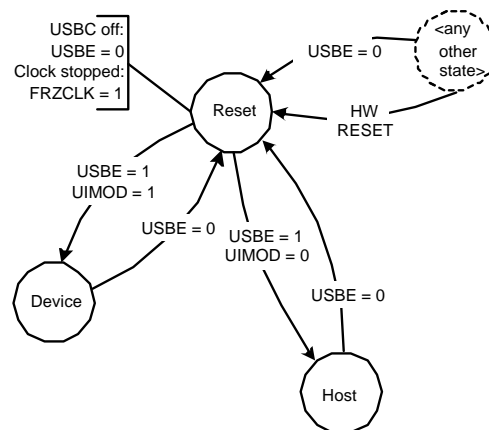 USBC off:
USBE = 0
Clock stopped:
FRZCLK = 1
USBE = 0
<any
other
state>
Reset
HW
RESET
USBE = 1
UIMOD = 1
USBE = 0
USBE = 1
UIMOD = 0
USBE = 0
Device
Host